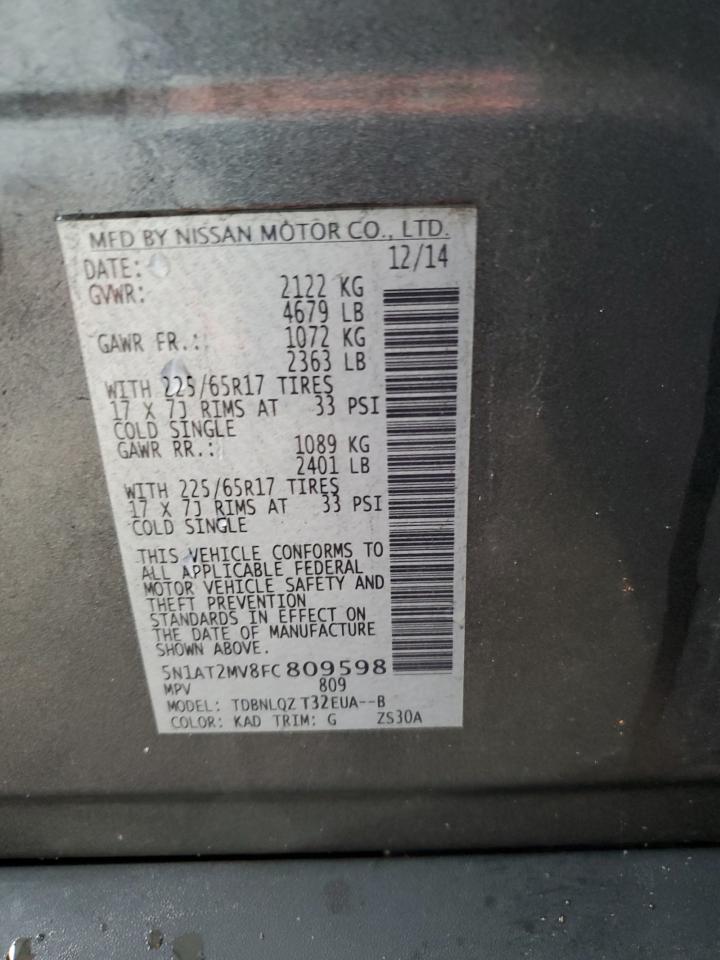 MFD BY NISSAN MOTOR CO., LTD.
DATE: 12/14
GVWR: 2122 KG
4679 LB
GAWR FR.: 1072 KG
2363 LB
WITH 225/65R17 TIRES
17 X 7J RIMS AT 33 PSI
COLD SINGLE
GAWR RR.: 1089 KG
2401 LB
WITH 225/65R17 TIRES
17 X 7J RIMS AT 33 PSI
COLD SINGLE
THIS VEHICLE CONFORMS TO
ALL APPLICABLE FEDERAL
MOTOR VEHICLE SAFETY AND
THEFT PREVENTION
STANDARDS IN EFFECT ON
THE DATE OF MANUFACTURE
SHOWN ABOVE.
5N1AT2MV8FC809598
MPV 809
MODEL: TDBNLQZ T32EUA--B
COLOR: KAD TRIM: G ZS30A